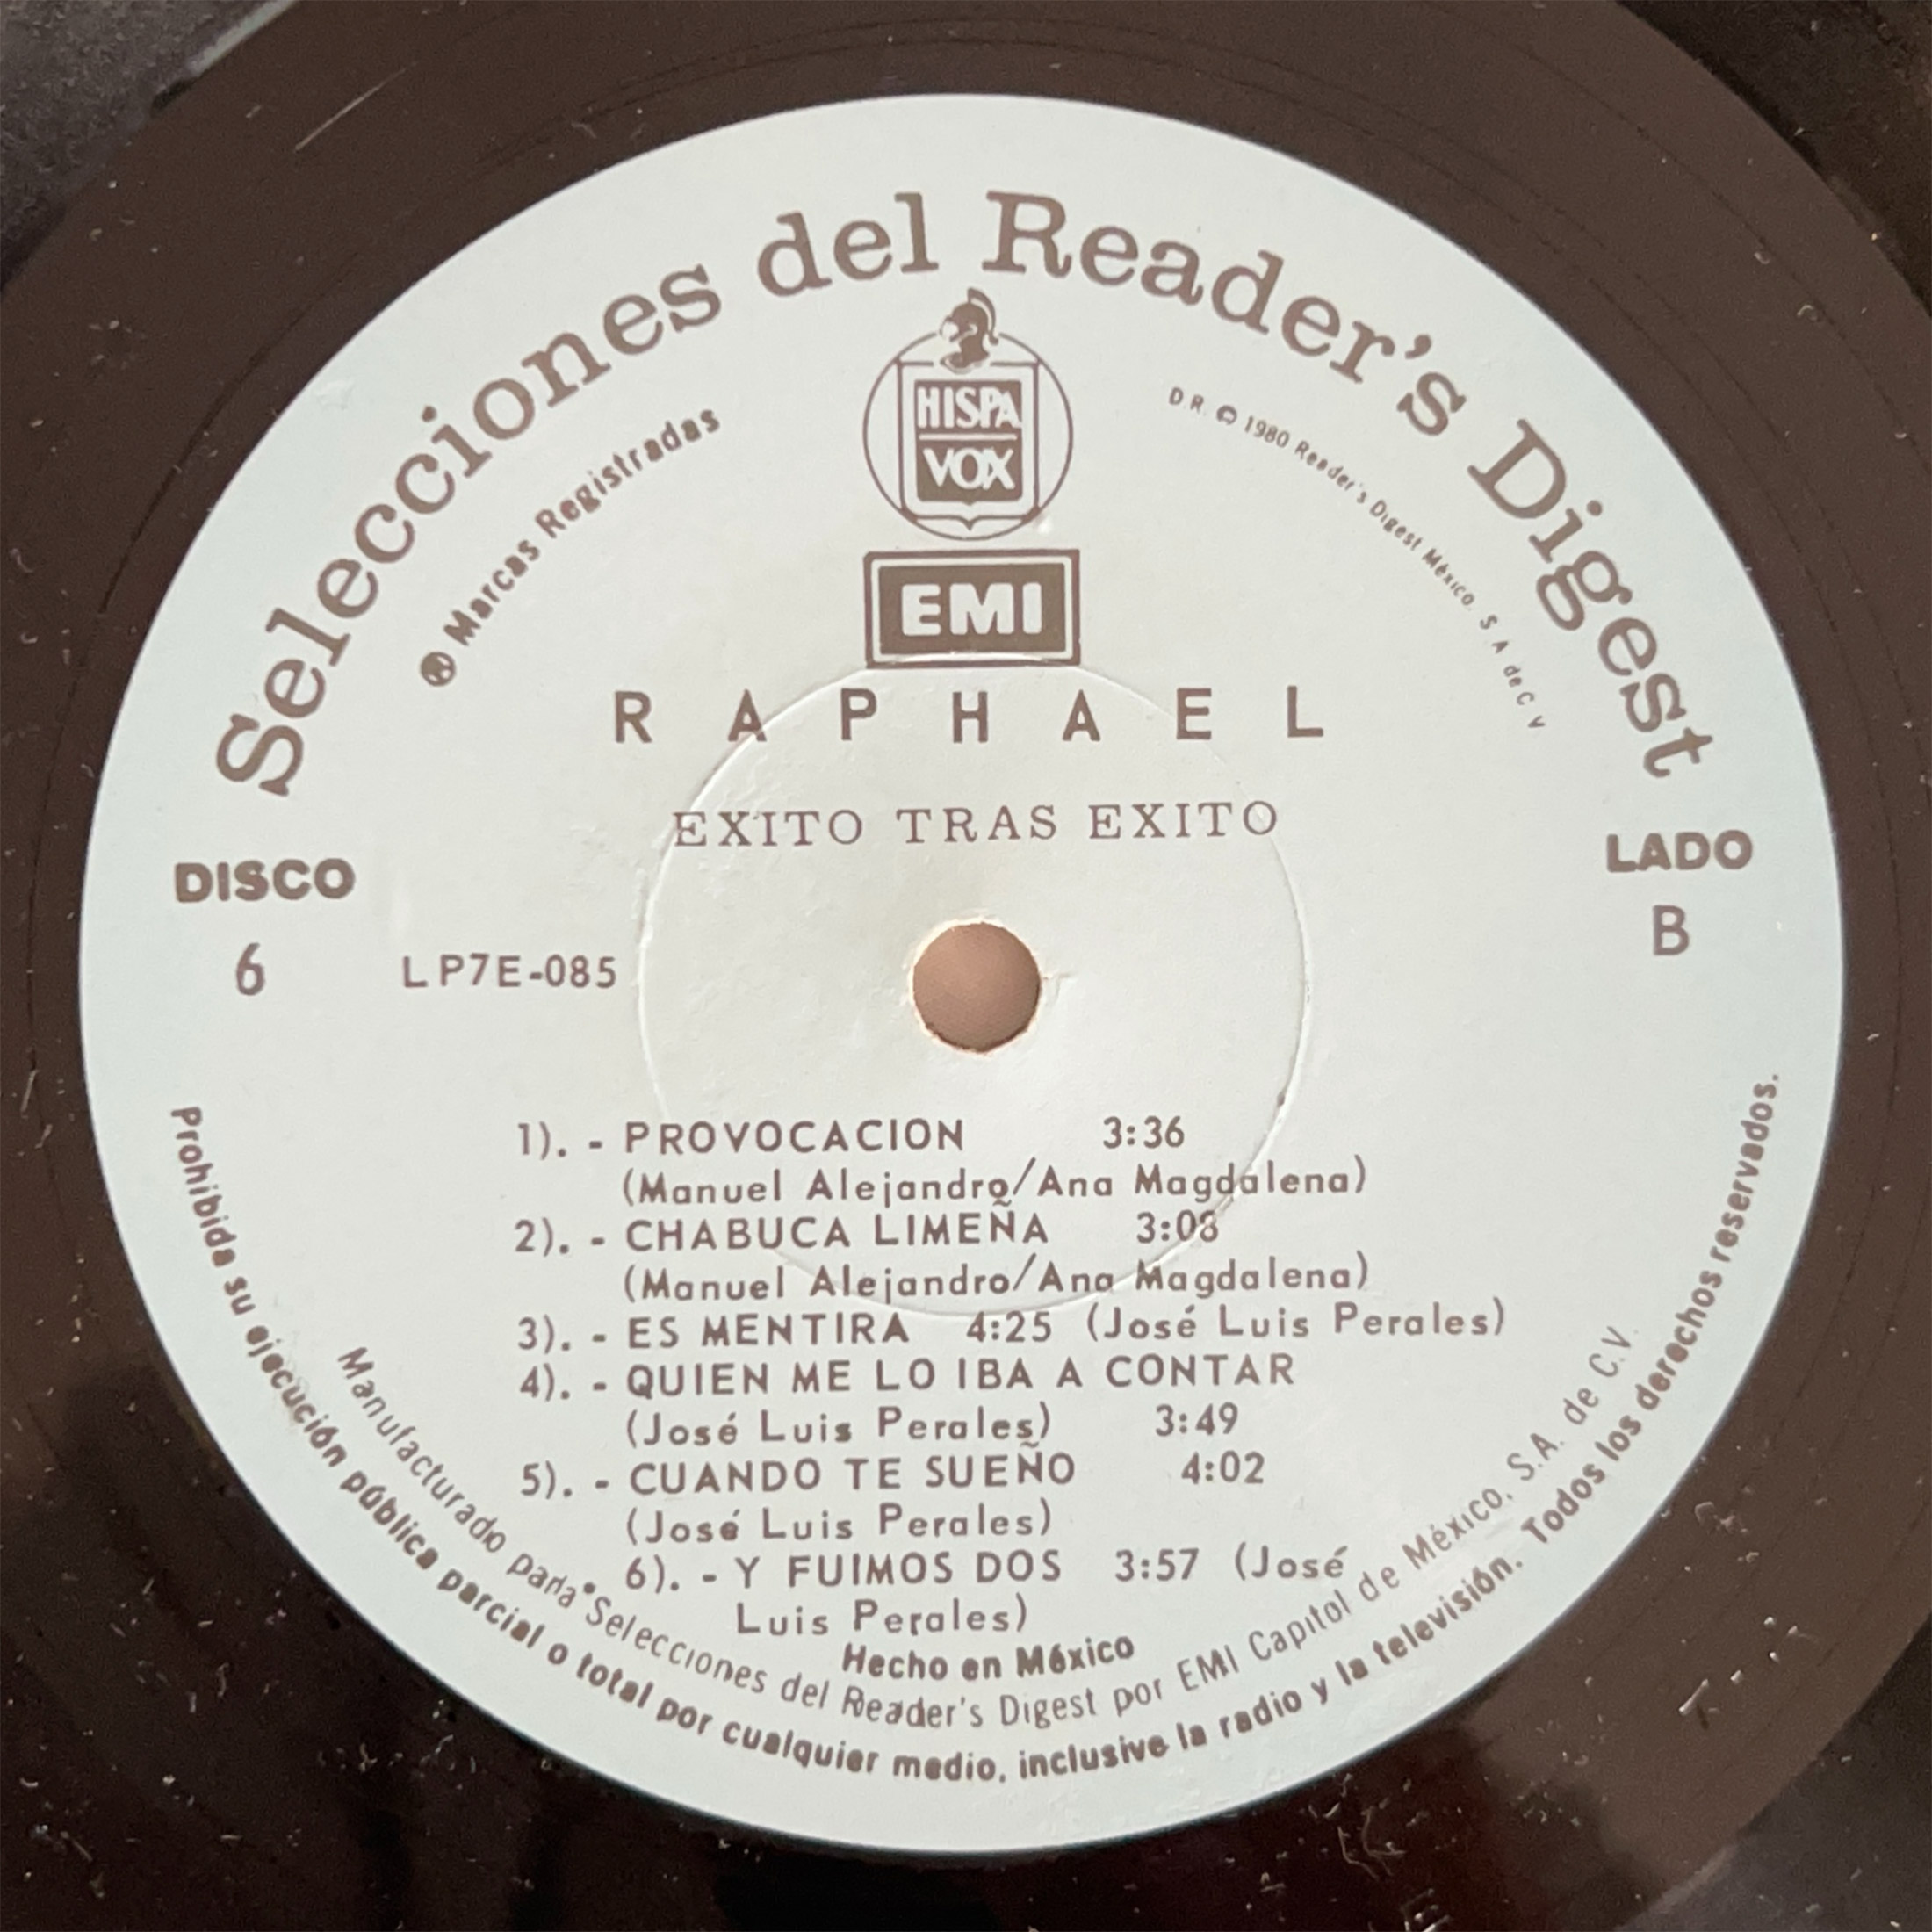 Selecciones del Reader's Digest
Marcas Registradas
D.R. © 1980 Reader's Digest México. S A de C V
HISPA
VOX
EMI
RAPHAEL
EXITO TRAS EXITO
DISCO
6
LP7E-085
LADO
B
1). - PROVOCACION 3:36
(Manuel Alejandro/Ana Magdalena)
2). - CHABUCA LIMEÑA 3:08
(Manuel Alejandro/Ana Magdalena)
3). - ES MENTIRA 4:25 (José Luis Perales)
4). - QUIEN ME LO IBA A CONTAR
(José Luis Perales) 3:49
5). - CUANDO TE SUEÑO 4:02
(José Luis Perales)
6). - Y FUIMOS DOS 3:57 (José
Luis Perales)
Hecho en México
Manufacturado para Selecciones del Reader's Digest por EMI Capitol de México, S.A. de C.V.
Prohibida su ejecución pública parcial o total por cualquier medio, inclusive la radio y la televisión. Todos los derechos reservados.